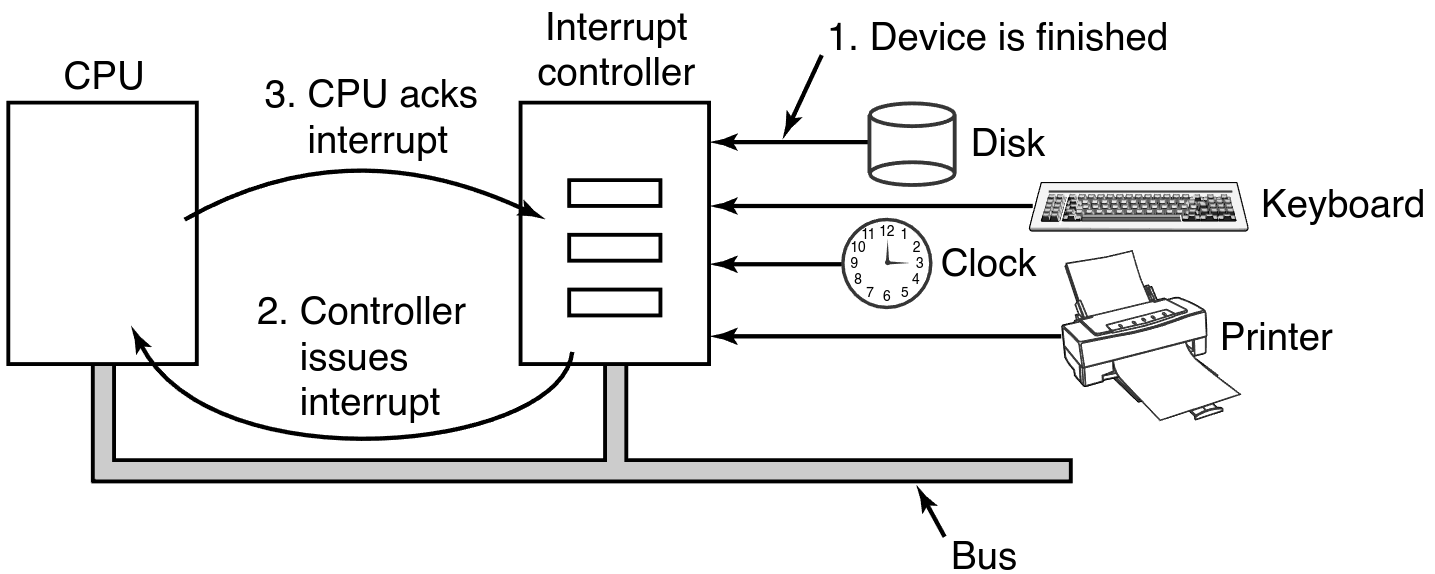 CPU
3. CPU acks
interrupt
Interrupt
controller
1. Device is finished
Disk
Keyboard
11 12 1
10 2
9 3
8 4
7 6 5
Clock
2. Controller
issues
interrupt
Printer
Bus